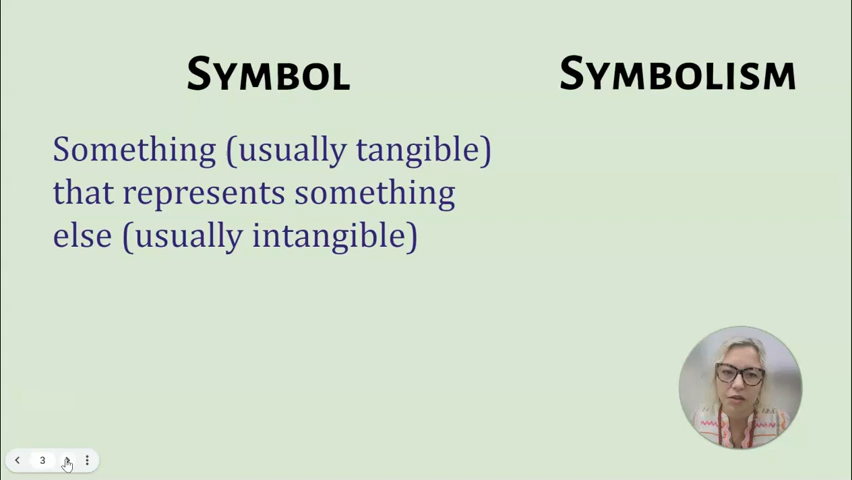 SYMBOL
SYMBOLISM
Something (usually tangible)
that represents something
else (usually intangible)
3